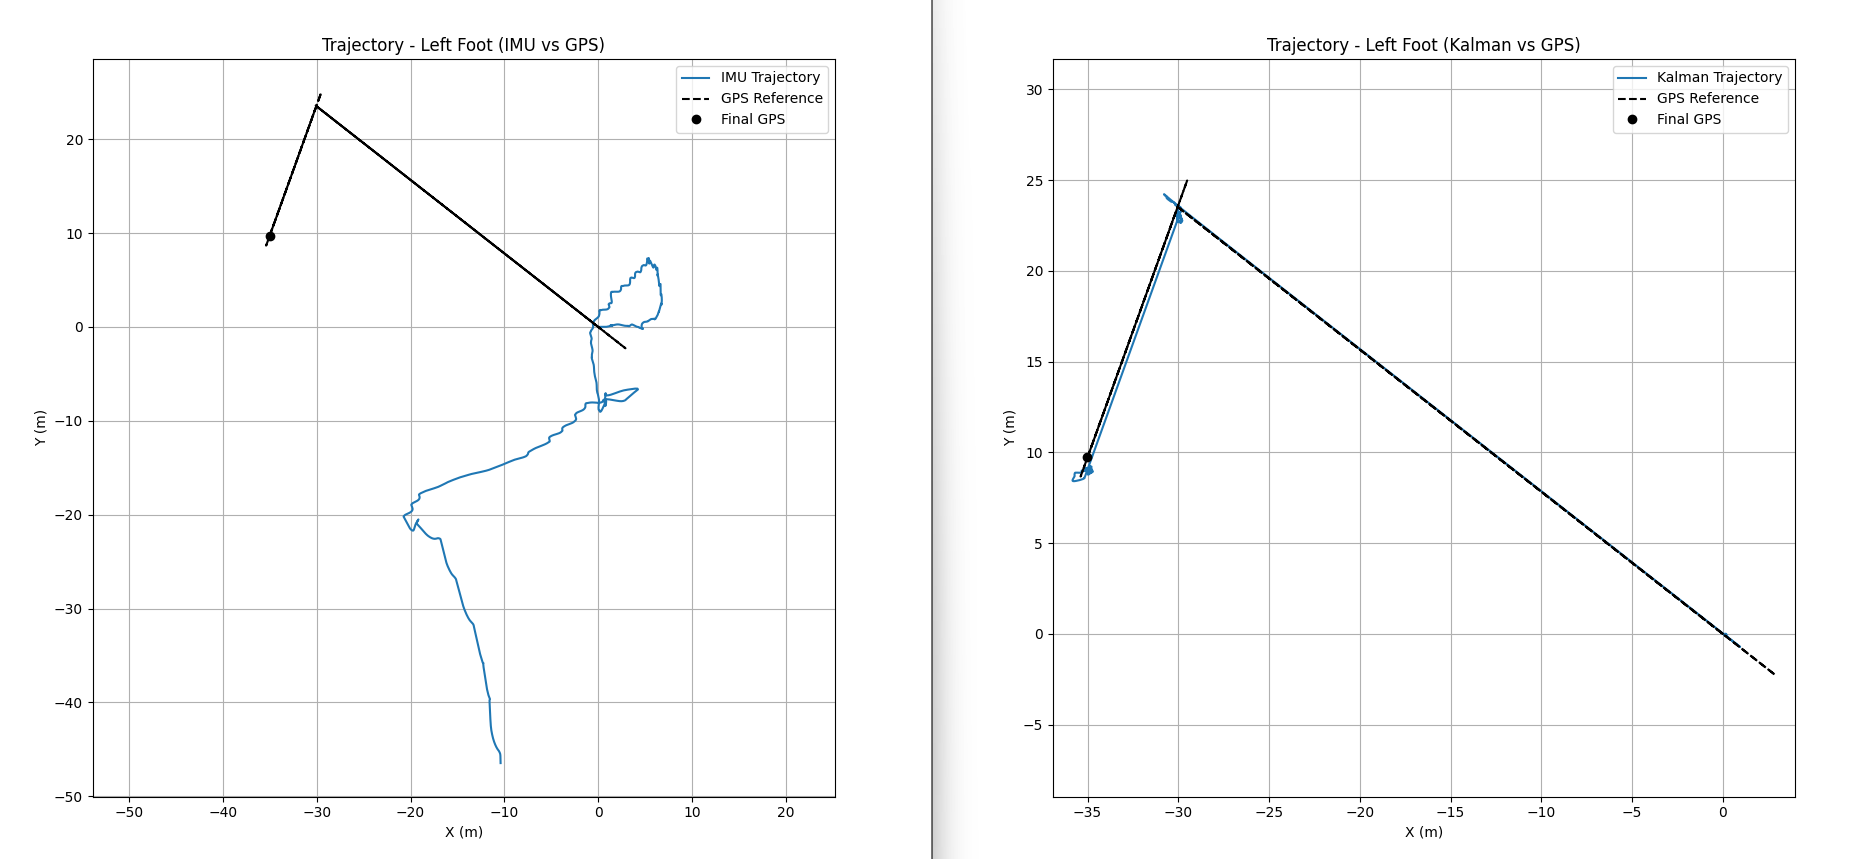 Trajectory - Left Foot (IMU vs GPS)
IMU Trajectory
GPS Reference
Final GPS
20
10
0
−10
−20
−30
−40
−50
Y (m)
−50
−40
−30
−20
−10
0
10
20
X (m)
Trajectory - Left Foot (Kalman vs GPS)
Kalman Trajectory
GPS Reference
Final GPS
30
25
20
15
10
5
0
−5
Y (m)
−35
−30
−25
−20
−15
−10
−5
0
X (m)